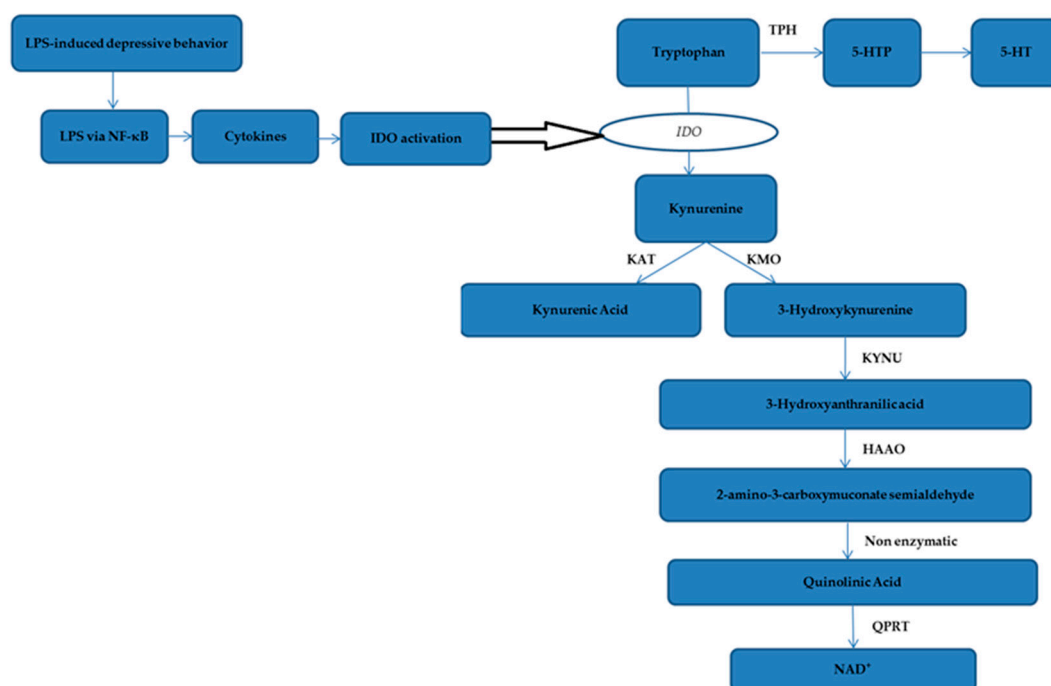 LPS-induced depressive behavior
TPH
Tryptophan
5-HTP
5-HT
LPS via NF-κB
Cytokines
IDO activation
IDO
Kynurenine
KAT
KMO
Kynurenic Acid
3-Hydroxykynurenine
KYNU
3-Hydroxyanthranilic acid
HAAO
2-amino-3-carboxymuconate semialdehyde
Non enzymatic
Quinolinic Acid
QPRT
NAD⁺